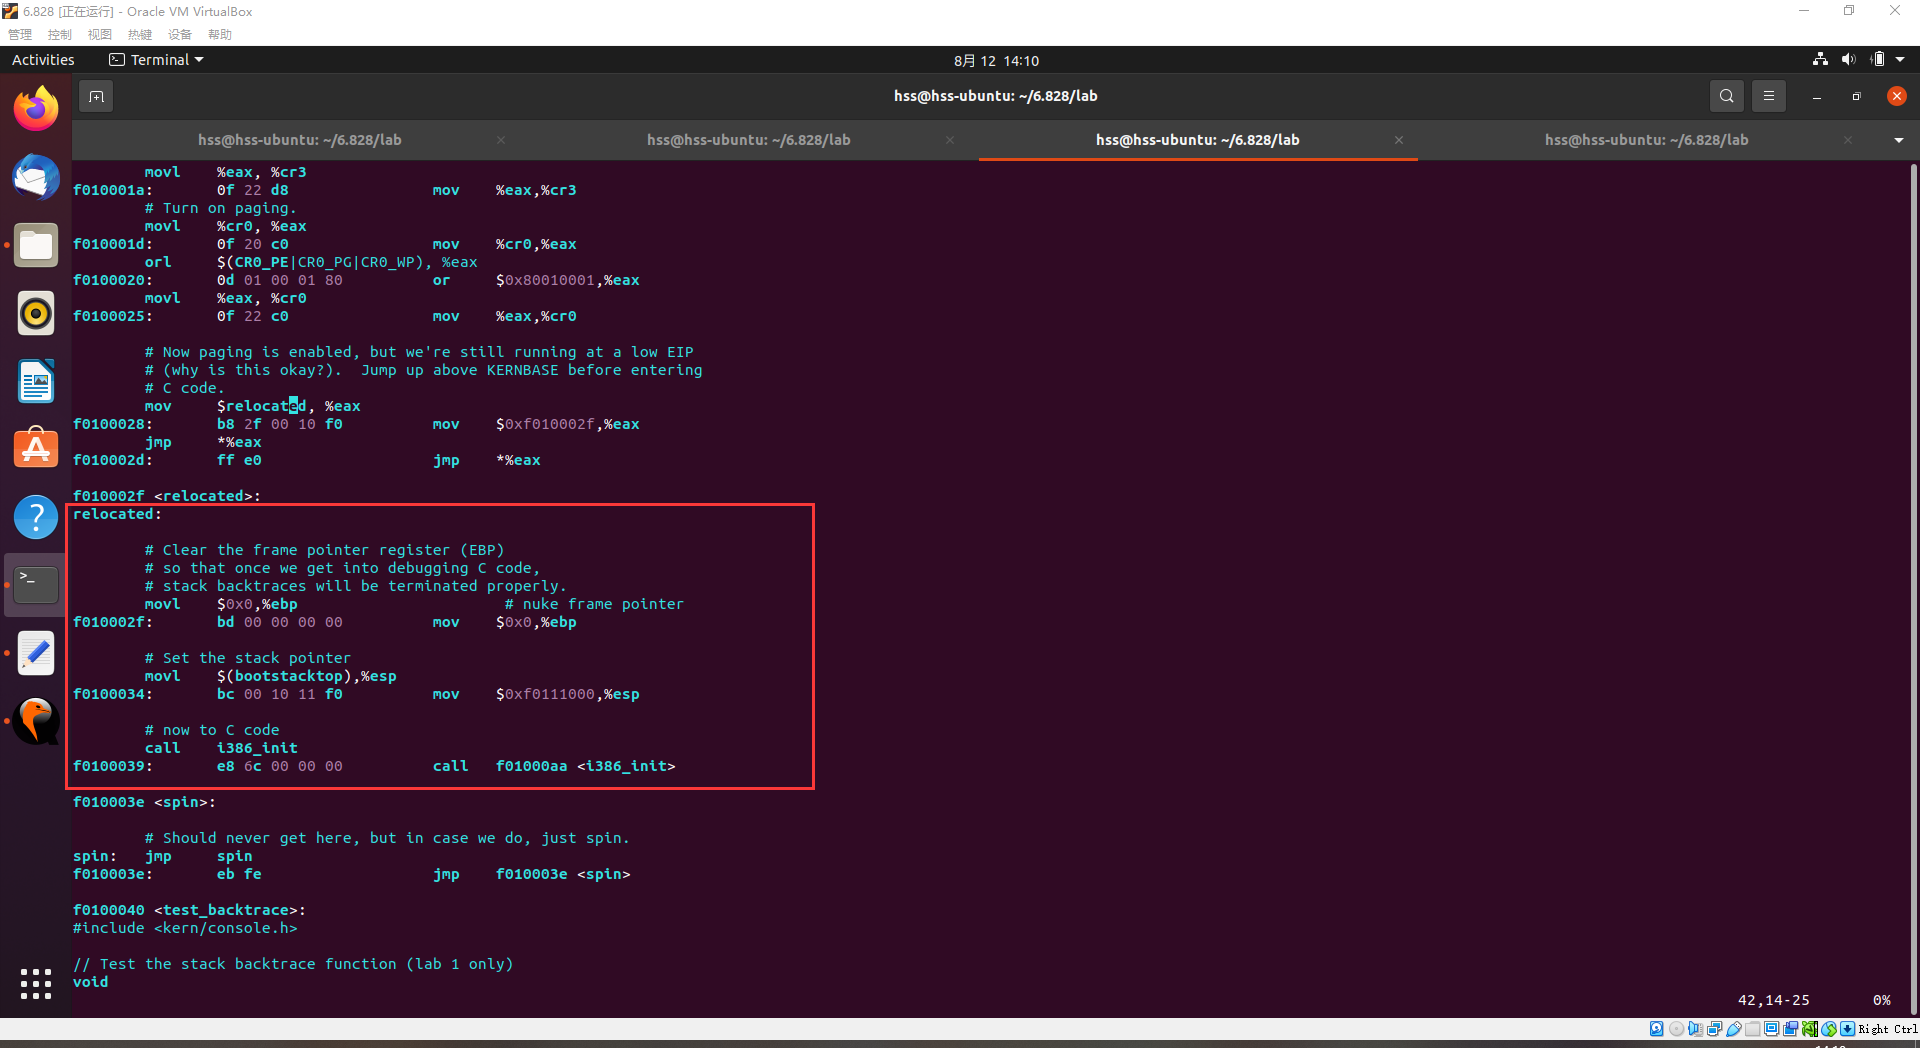 6.828 [正在运行] - Oracle VM VirtualBox
管理 控制 视图 热键 设备 帮助
Activities Terminal 8月 12 14:10
hss@hss-ubuntu: ~/6.828/lab
hss@hss-ubuntu: ~/6.828/lab hss@hss-ubuntu: ~/6.828/lab hss@hss-ubuntu: ~/6.828/lab hss@hss-ubuntu: ~/6.828/lab
movl %eax, %cr3
f010001a: 0f 22 d8 mov %eax,%cr3
# Turn on paging.
movl %cr0, %eax
f010001d: 0f 20 c0 mov %cr0,%eax
orl $(CR0_PE|CR0_PG|CR0_WP), %eax
f0100020: 0d 01 00 01 80 or $0x80010001,%eax
movl %eax, %cr0
f0100025: 0f 22 c0 mov %eax,%cr0
# Now paging is enabled, but we're still running at a low EIP
# (why is this okay?).  Jump up above KERNBASE before entering
# C code.
mov $relocated, %eax
f0100028: b8 2f 00 10 f0 mov $0xf010002f,%eax
jmp *%eax
f010002d: ff e0 jmp *%eax
f010002f <relocated>:
relocated:
# Clear the frame pointer register (EBP)
# so that once we get into debugging C code,
# stack backtraces will be terminated properly.
movl $0x0,%ebp # nuke frame pointer
f010002f: bd 00 00 00 00 mov $0x0,%ebp
# Set the stack pointer
movl $(bootstacktop),%esp
f0100034: bc 00 10 11 f0 mov $0xf0111000,%esp
# now to C code
call i386_init
f0100039: e8 6c 00 00 00 call f01000aa <i386_init>
f010003e <spin>:
# Should never get here, but in case we do, just spin.
spin: jmp spin
f010003e: eb fe jmp f010003e <spin>
f0100040 <test_backtrace>:
#include <kern/console.h>
// Test the stack backtrace function (lab 1 only)
void
42,14-25 0%
Right Ctrl